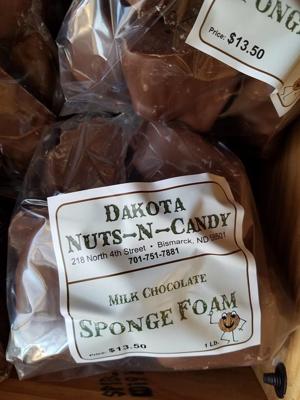 PONG
Price: $13.50
DAKOTA
NUTS-N-CANDY
218 North 4th Street • Bismarck, ND 58501
701-751-7881
MILK CHOCOLATE
SPONGE FOAM
Price: $13.50
1 LB.